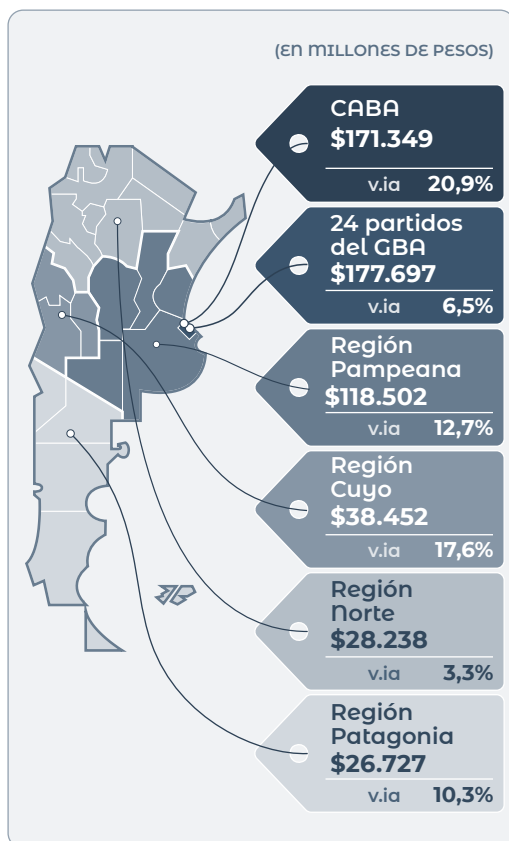 (EN MILLONES DE PESOS)
CABA
$171.349
v.ia 20,9%
24 partidos
del GBA
$177.697
v.ia 6,5%
Región
Pampeana
$118.502
v.ia 12,7%
Región
Cuyo
$38.452
v.ia 17,6%
Región
Norte
$28.238
v.ia 3,3%
Región
Patagonia
$26.727
v.ia 10,3%